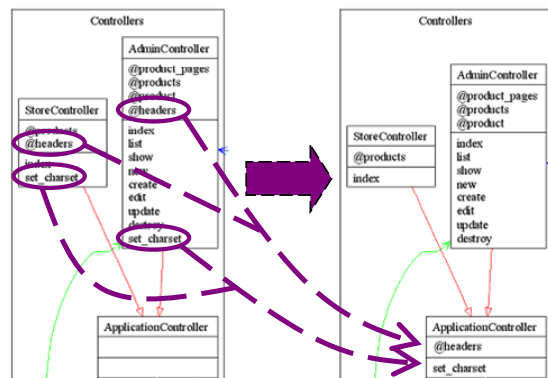 Controllers
AdminController
@product_pages
@products
@product
@headers
index
list
show
new
create
edit
update
destroy
set_charset
StoreController
@products
@headers
index
set_charset
ApplicationController
Controllers
AdminController
@product_pages
@products
@product
index
list
show
new
create
edit
update
destroy
StoreController
@products
index
ApplicationController
@headers
set_charset